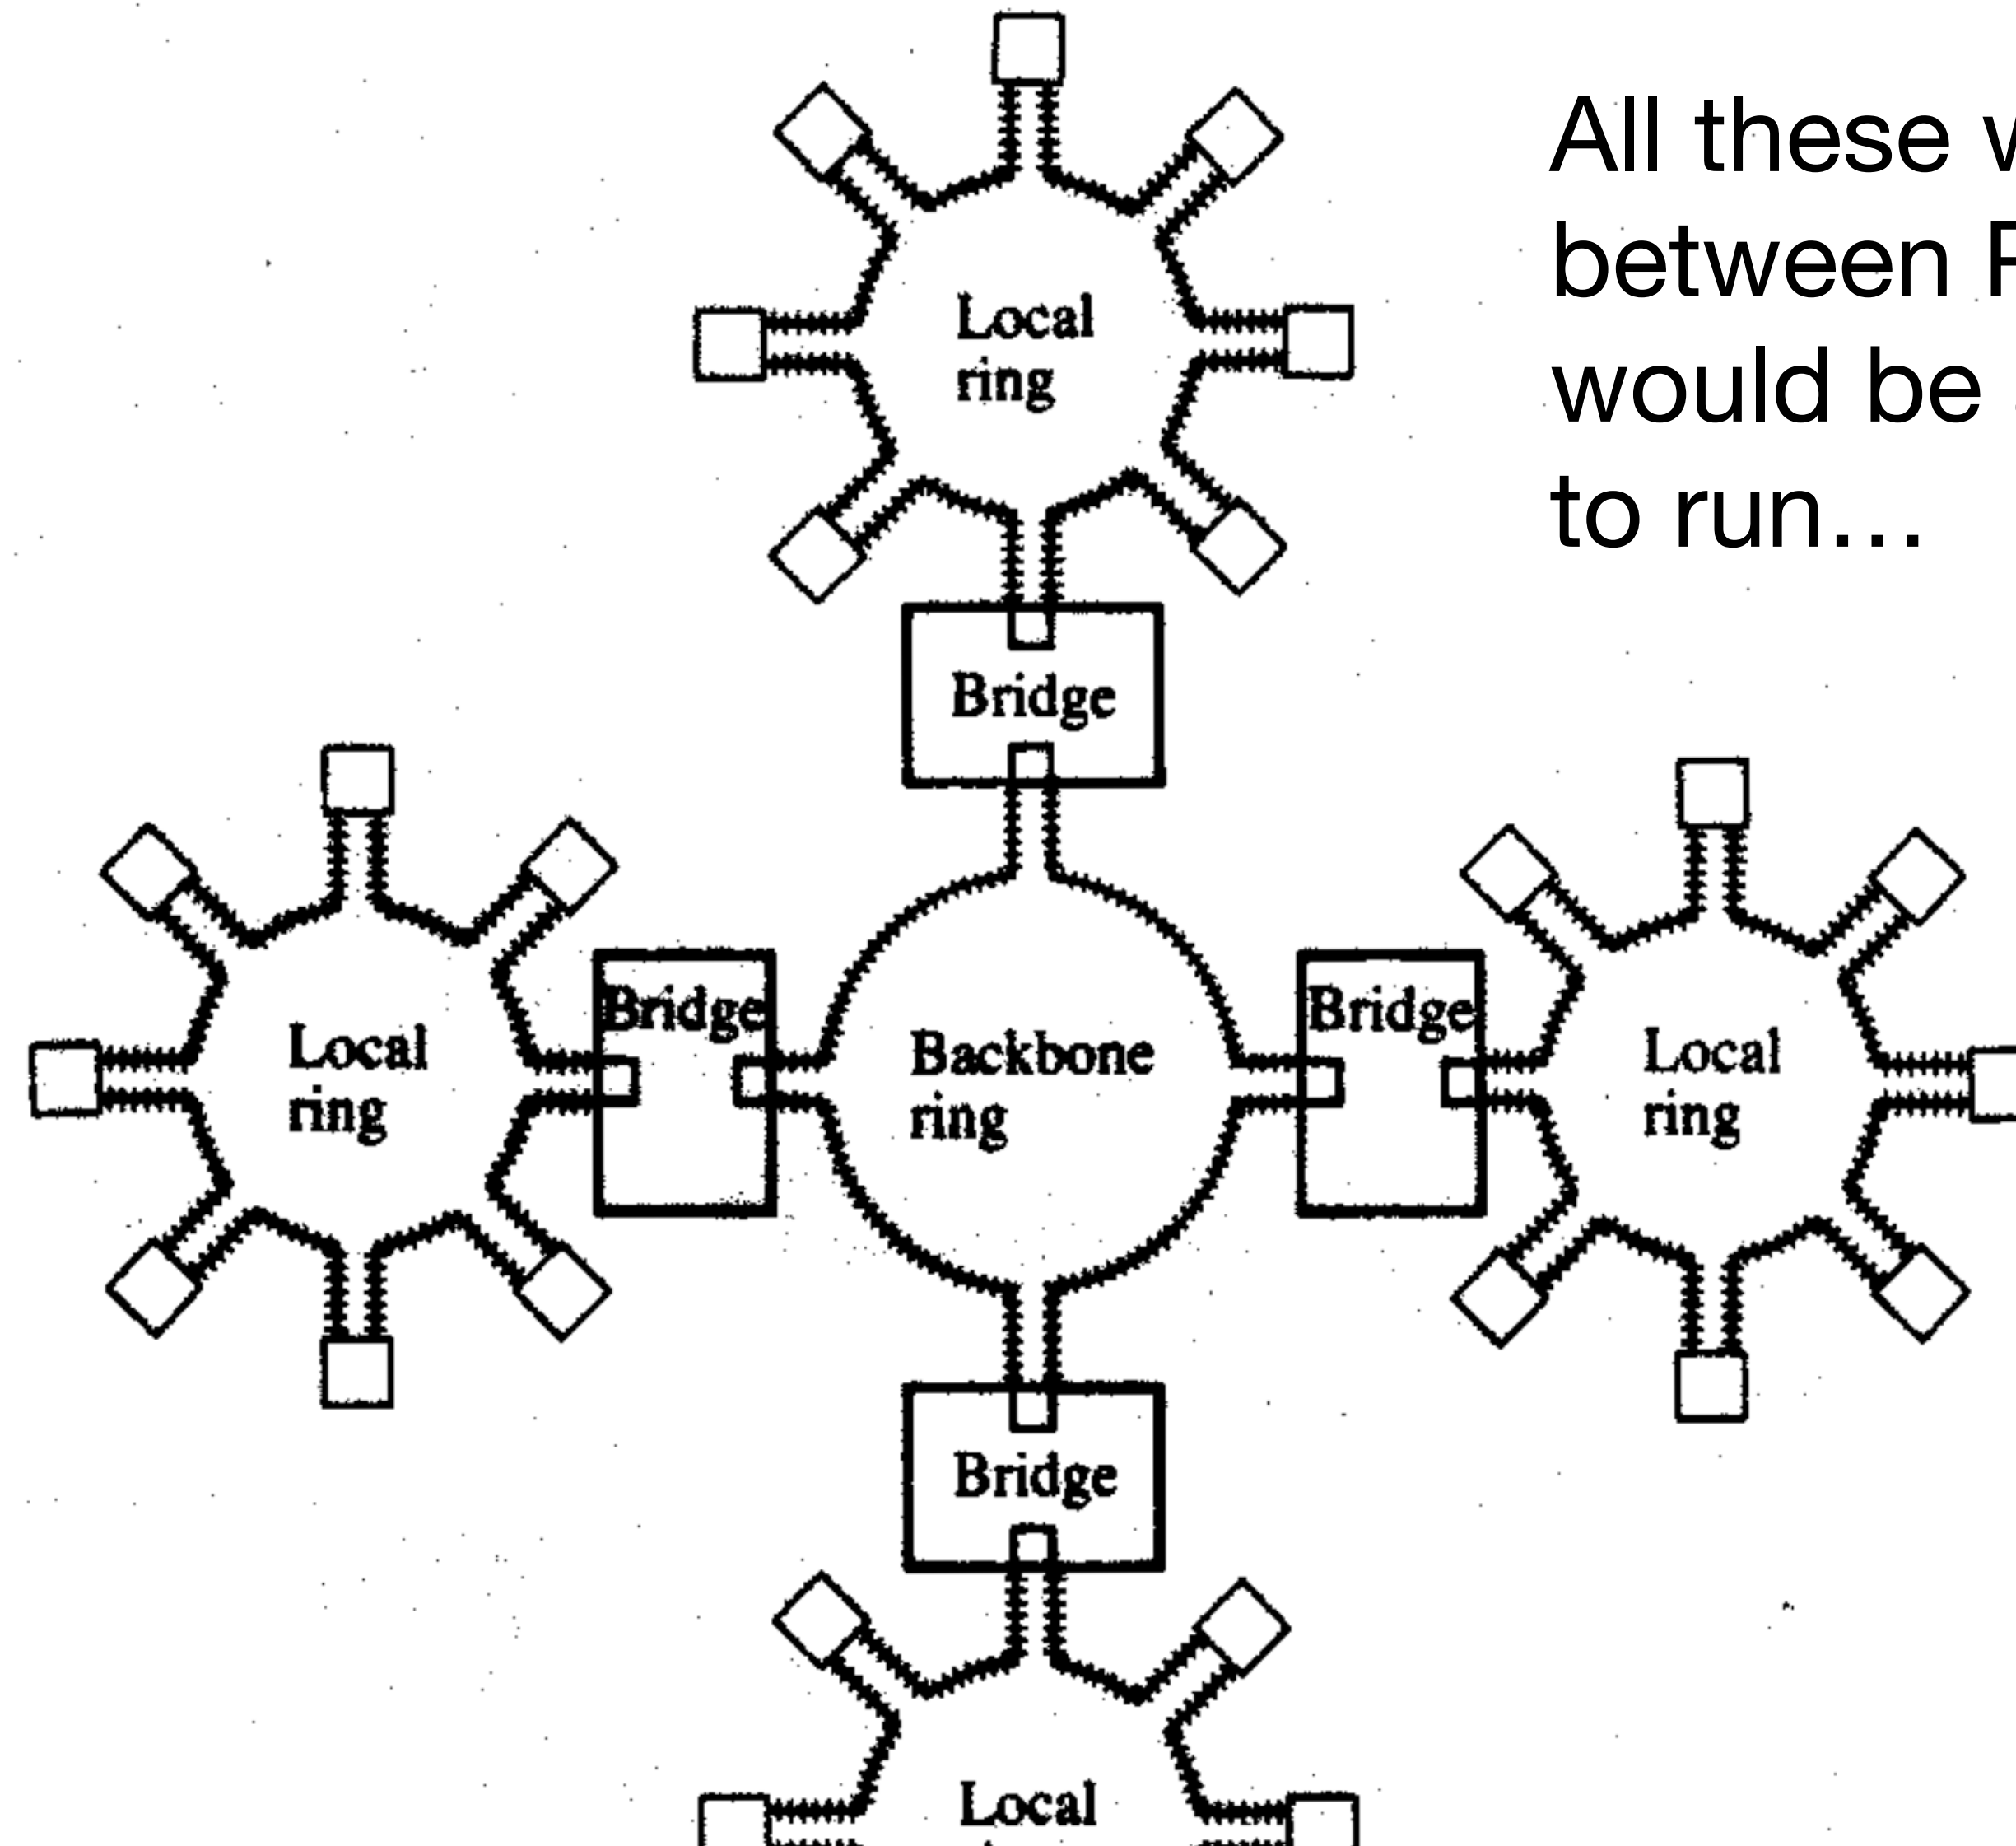 All these
between
would be
to run...
Local
ring
Bridge
Local
ring
Bridge
Backbone
ring
Bridge
Local
ring
Bridge
Local